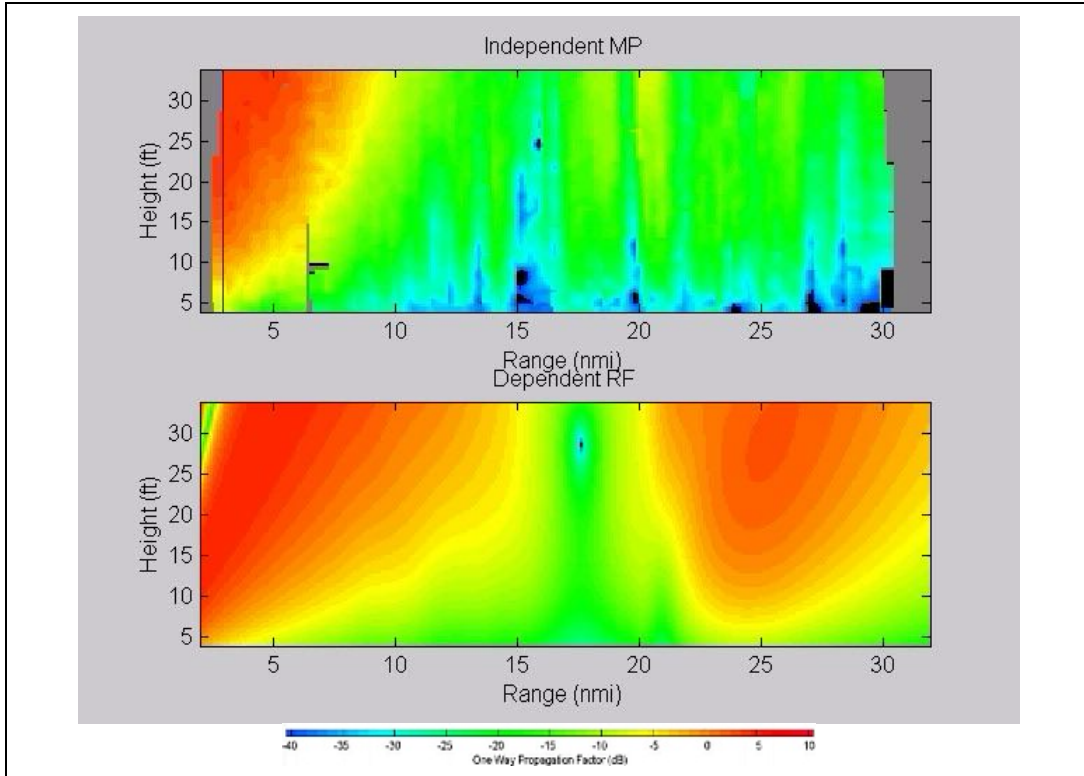 Independent MP
30
25
20
15
10
5
Height (ft)
5 10 15 20 25 30
Range (nmi)
Dependent RF
30
25
20
15
10
5
Height (ft)
5 10 15 20 25 30
Range (nmi)
-40 -35 -30 -25 -20 -15 -10 -5 0 5 10
One Way Propagation Factor (dB)